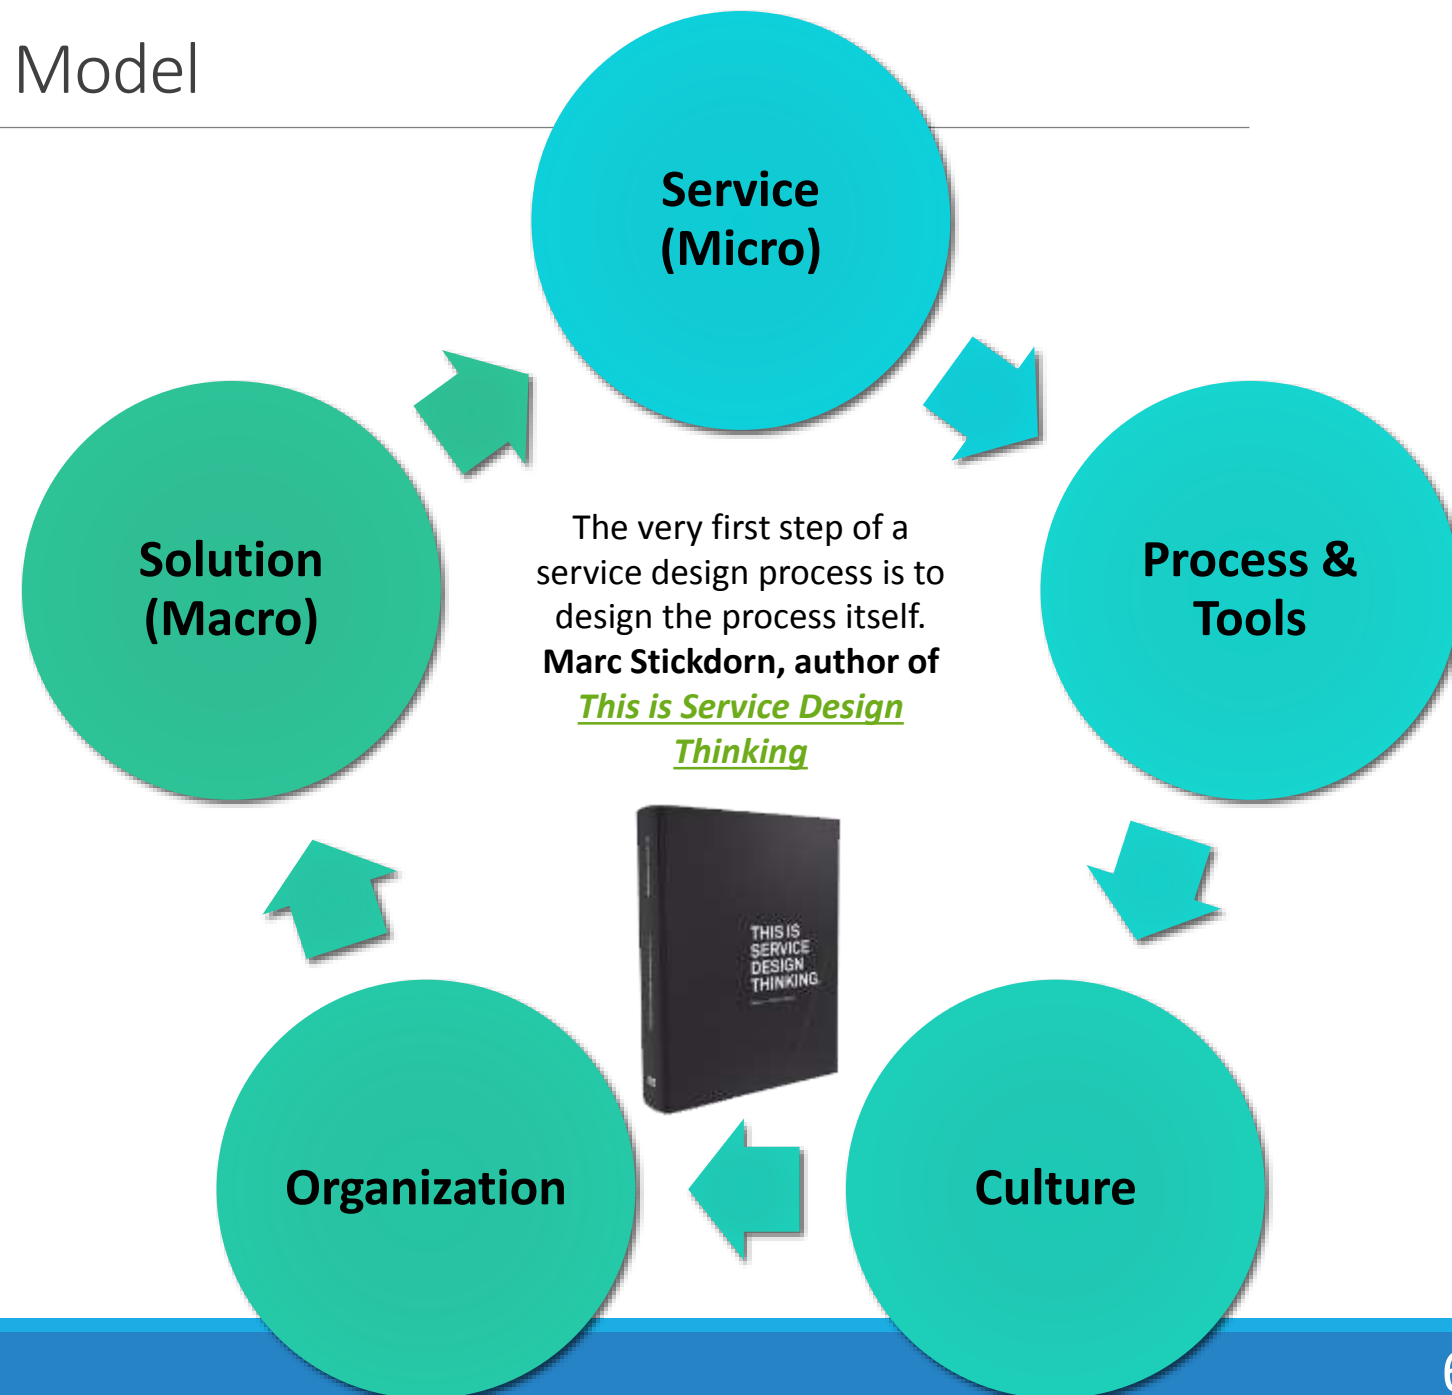 Model
Service
(Micro)
Solution
(Macro)
Process &
Tools
The very first step of a
service design process is to
design the process itself.
Marc Stickdorn, author of
This is Service Design
Thinking
THIS IS
SERVICE
DESIGN
THINKING.
Organization
Culture